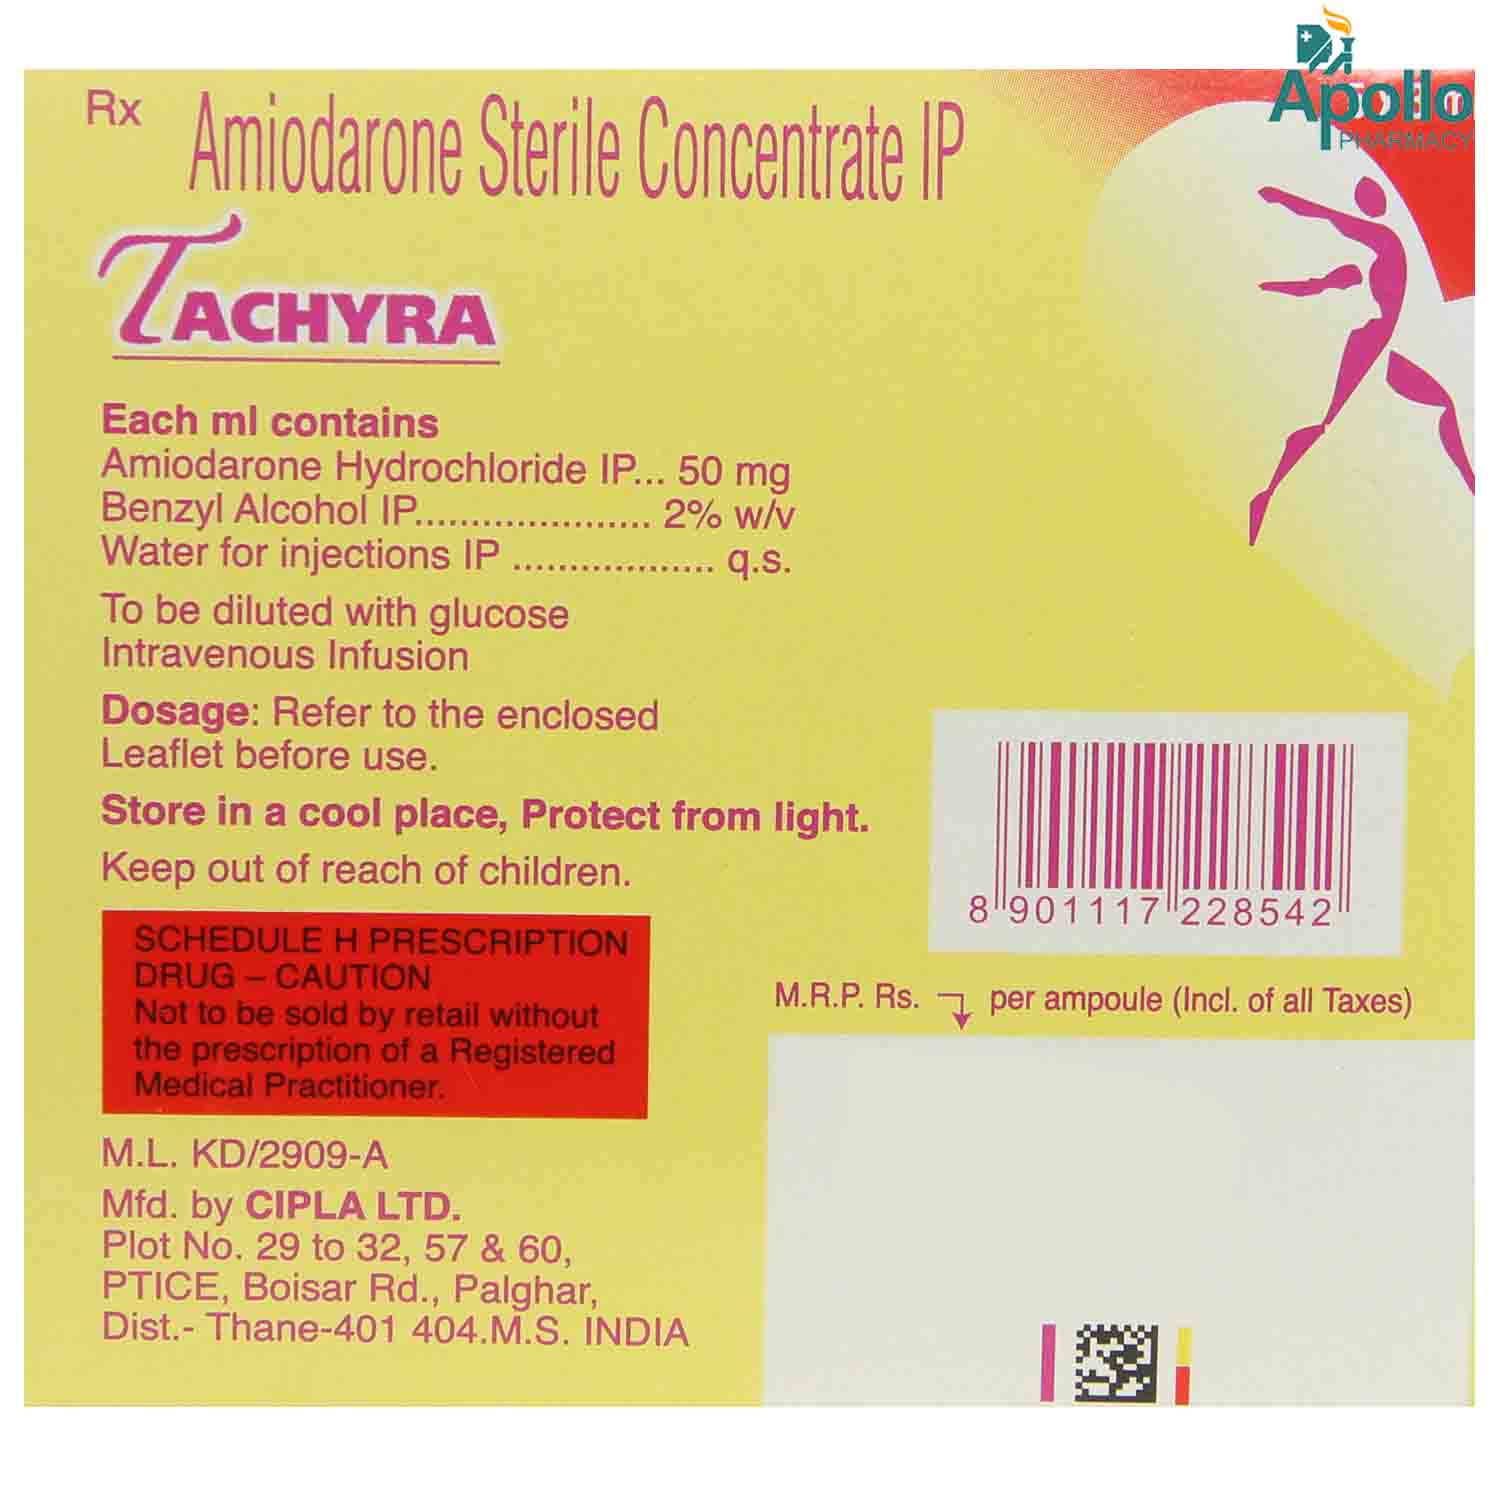 Apollo
PHARMACY
Rx Amiodarone Sterile Concentrate IP
TACHYRA
Each ml contains
Amiodarone Hydrochloride IP... 50 mg
Benzyl Alcohol IP..................... 2% w/v
Water for injections IP .................. q.s.
To be diluted with glucose
Intravenous Infusion
Dosage: Refer to the enclosed
Leaflet before use.
Store in a cool place, Protect from light.
Keep out of reach of children.
SCHEDULE H PRESCRIPTION
DRUG – CAUTION
Not to be sold by retail without
the prescription of a Registered
Medical Practitioner.
M.L. KD/2909-A
Mfd. by CIPLA LTD.
Plot No. 29 to 32, 57 & 60,
PTICE, Boisar Rd., Palghar,
Dist.- Thane-401 404.M.S. INDIA
8 901117 228542
M.R.P. Rs. per ampoule (Incl. of all Taxes)